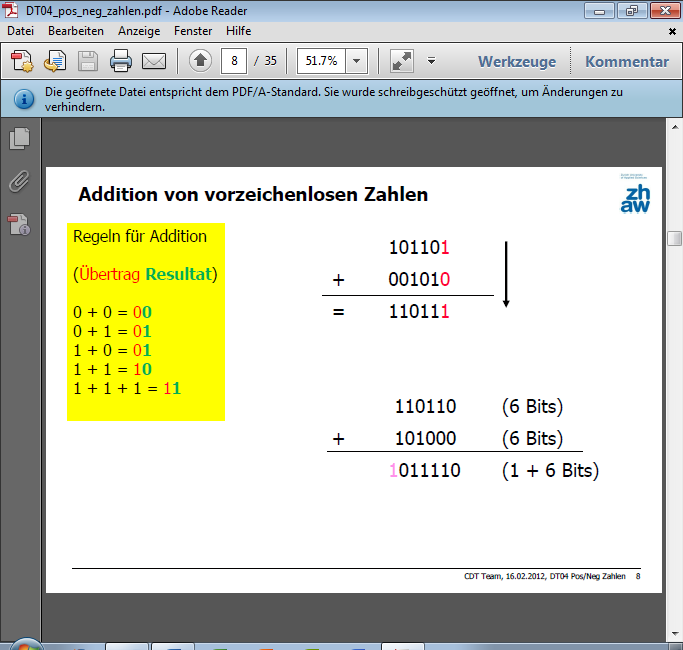 DT04_pos_neg_zahlen.pdf - Adobe Reader
Datei Bearbeiten Anzeige Fenster Hilfe
8 / 35 51.7% Werkzeuge Kommentar
Die geöffnete Datei entspricht dem PDF/A-Standard. Sie wurde schreibgeschützt geöffnet, um Änderungen zu
verhindern.
Addition von vorzeichenlosen Zahlen
zh
aw
Regeln für Addition
(Übertrag Resultat)
0 + 0 = 00
0 + 1 = 01
1 + 0 = 01
1 + 1 = 10
1 + 1 + 1 = 11
101101
+ 001010
= 110111
110110 (6 Bits)
+ 101000 (6 Bits)
1011110 (1 + 6 Bits)
CDT Team, 16.02.2012, DT04 Pos/Neg Zahlen 8